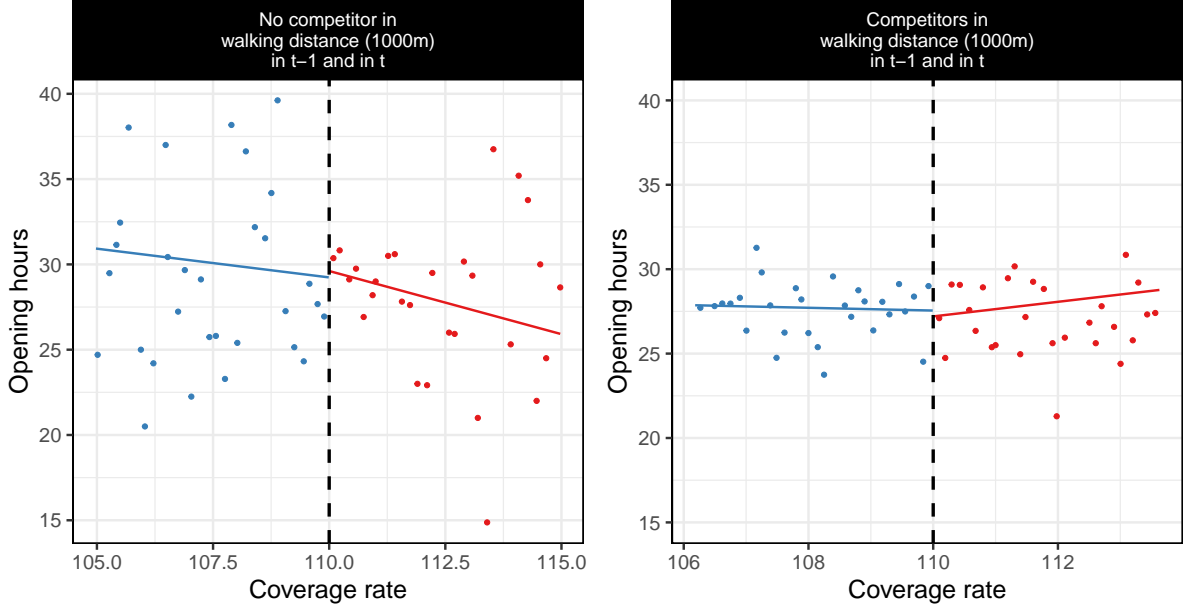 No competitor in
walking distance (1000m)
in t−1 and in t
40
35
30
25
20
15
Opening hours
105.0 107.5 110.0 112.5 115.0
Coverage rate
Competitors in
walking distance (1000m)
in t−1 and in t
40
35
30
25
20
15
Opening hours
106 108 110 112
Coverage rate